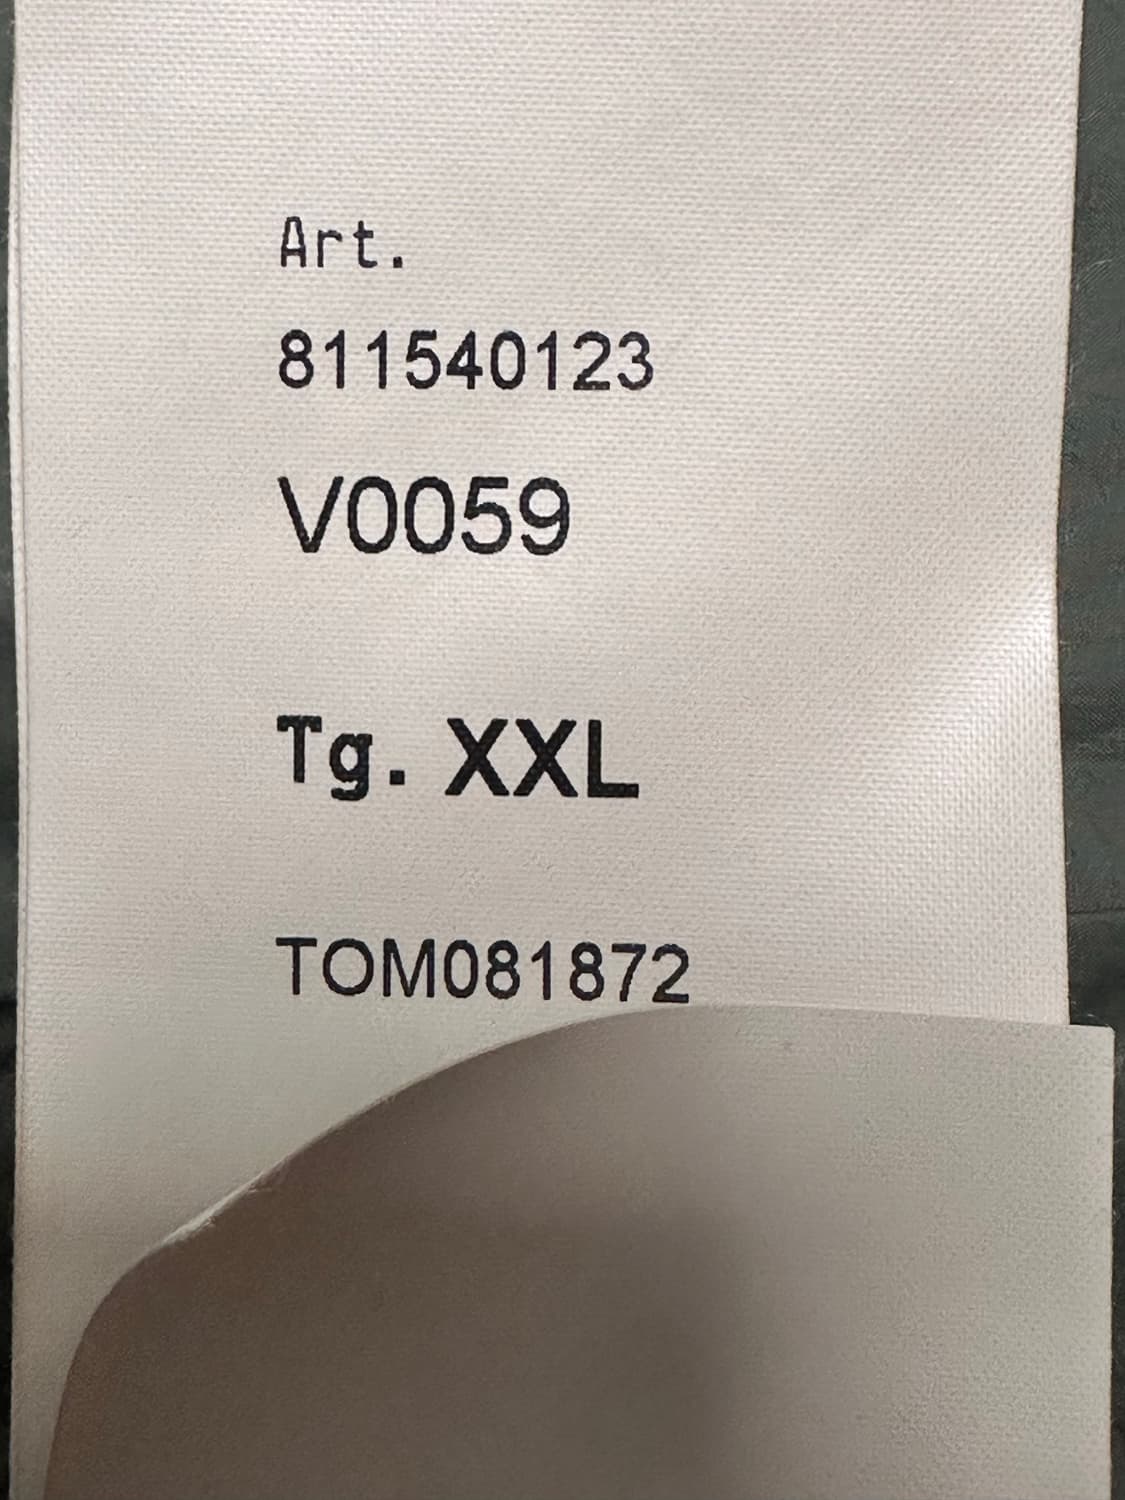 Art.
811540123
V0059
Tg. XXL
TOM081872